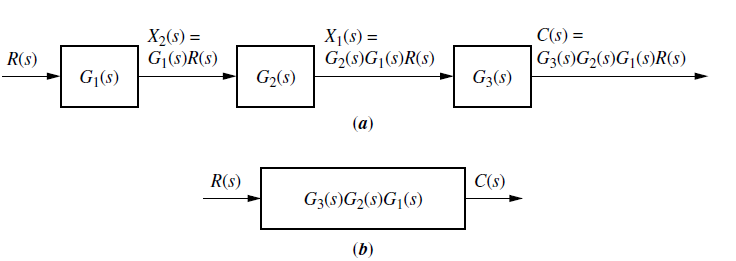 R(s)
G₁(s)
X₂(s) =
G₁(s)R(s)
G₂(s)
X₁(s) =
G₂(s)G₁(s)R(s)
G₃(s)
C(s) =
G₃(s)G₂(s)G₁(s)R(s)
(a)
R(s)
G₃(s)G₂(s)G₁(s)
C(s)
(b)